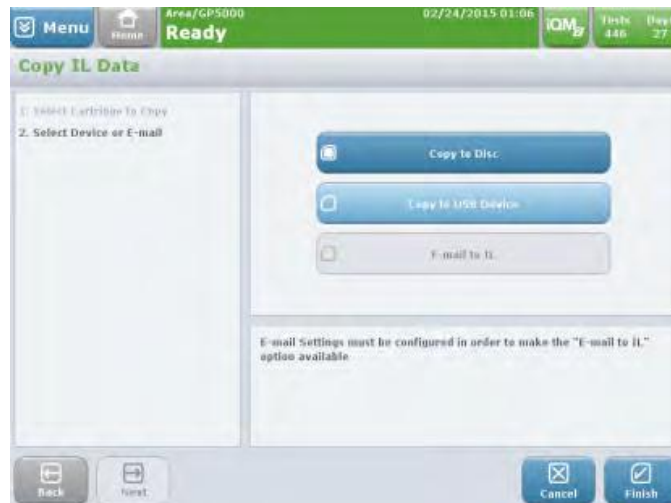 Menu
Home
Area/GP5000
Ready
02/24/2015 01:06
iQM2
Tests
446
Day
27
Copy IL Data
1. Select Cartridge to Copy
2. Select Device or E-mail
Copy to Disc
Copy to USB Device
E-mail to IL
E-mail Settings must be configured in order to make the "E-mail to IL"
option available
Back
Next
Cancel
Finish